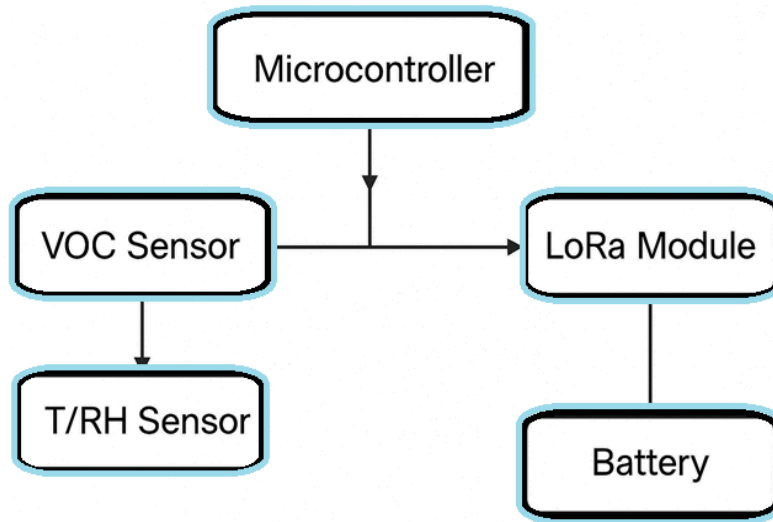 Microcontroller
VOC Sensor
LoRa Module
T/RH Sensor
Battery